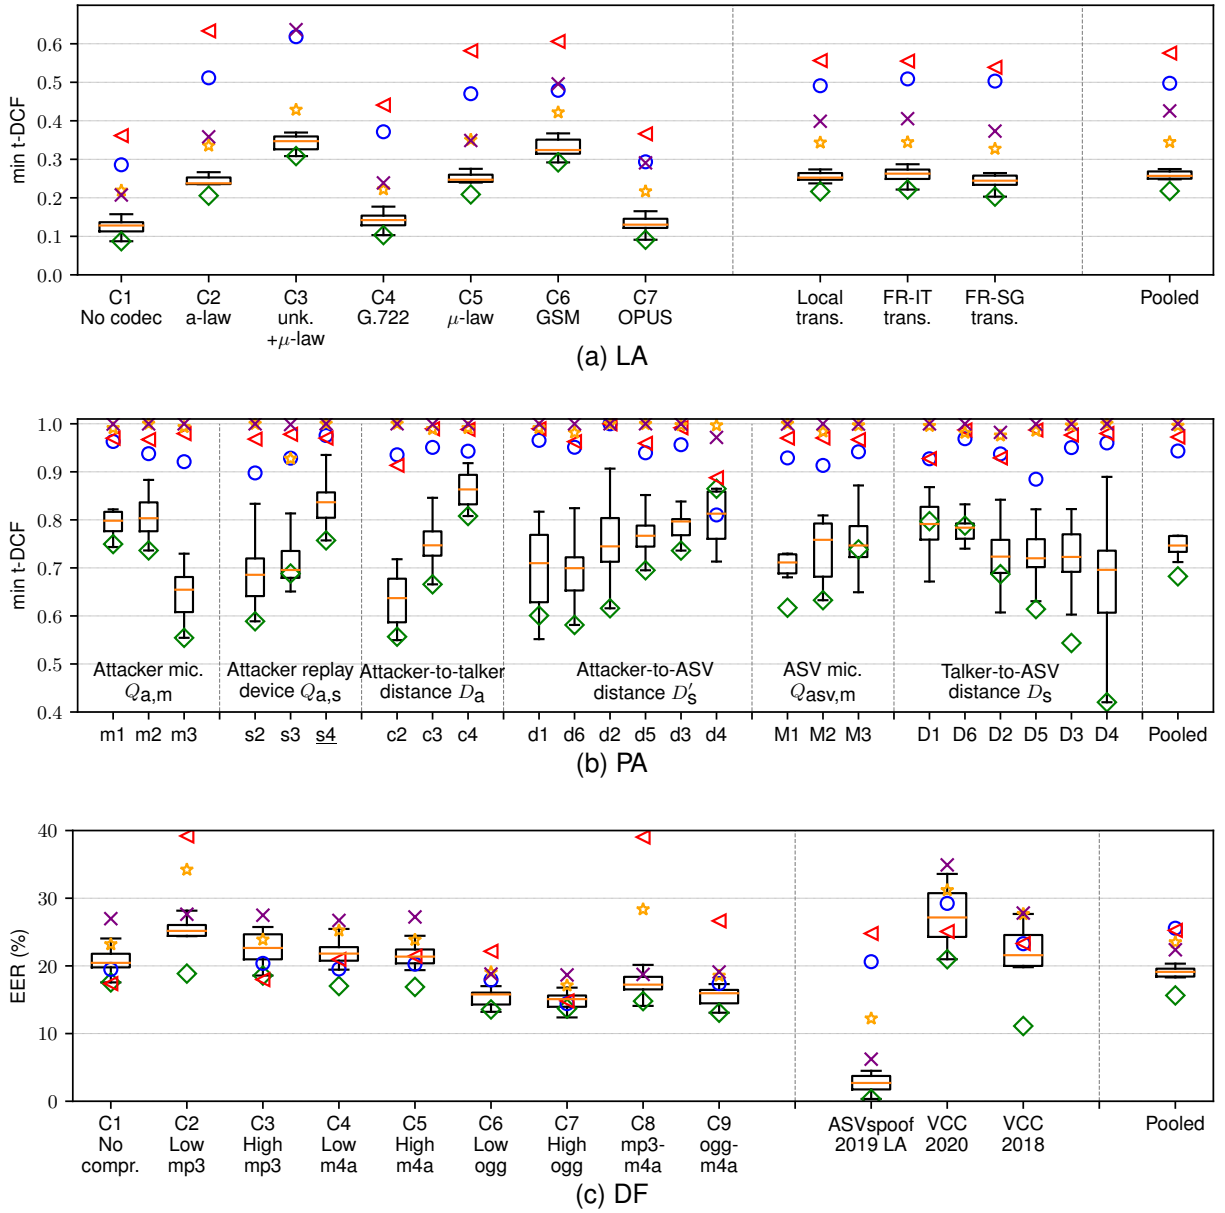 0.6
0.5
0.4
0.3
0.2
0.1
0.0
min t-DCF
C1 C2 C3 C4 C5 C6 C7 Local FR-IT FR-SG Pooled
No codec a-law unk. G.722 μ-law GSM OPUS trans. trans. trans.
+μ-law
(a) LA
1.0
0.9
0.8
0.7
0.6
0.5
0.4
min t-DCF
Attacker mic. Attacker replay Attacker-to-talker Attacker-to-ASV ASV mic. Talker-to-ASV
Qa,m device Qa,s distance Da distance D′s Qasv,m distance Ds
m1 m2 m3 s2 s3 s4 c2 c3 c4 d1 d6 d2 d5 d3 d4 M1 M2 M3 D1 D6 D2 D5 D3 D4 Pooled
(b) PA
40
30
20
10
0
EER (%)
C1 C2 C3 C4 C5 C6 C7 C8 C9 ASVspoof VCC VCC Pooled
No Low High Low High Low High mp3- ogg- 2019 LA 2020 2018
compr. mp3 mp3 m4a m4a ogg ogg m4a m4a
(c) DF